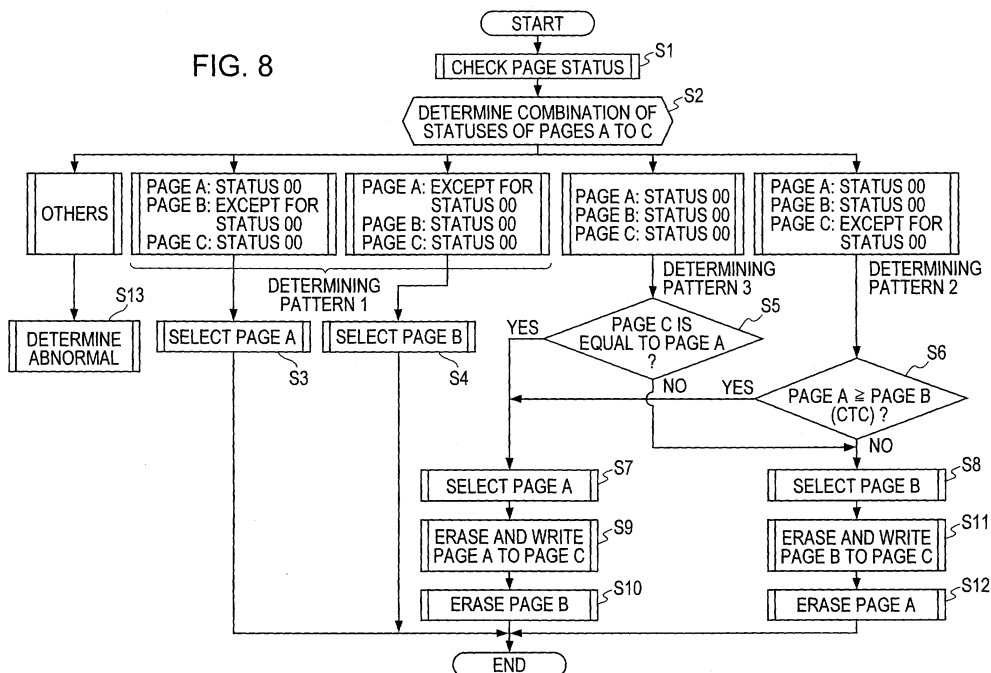 FIG. 8
START
CHECK PAGE STATUS
S1
DETERMINE COMBINATION OF
STATUSES OF PAGES A TO C
S2
OTHERS
PAGE A: STATUS 00
PAGE B: EXCEPT FOR
STATUS 00
PAGE C: STATUS 00
PAGE A: EXCEPT FOR
STATUS 00
PAGE B: STATUS 00
PAGE C: STATUS 00
PAGE A: STATUS 00
PAGE B: STATUS 00
PAGE C: STATUS 00
PAGE A: STATUS 00
PAGE B: STATUS 00
PAGE C: EXCEPT FOR
STATUS 00
DETERMINING
PATTERN 1
DETERMINING
PATTERN 3
DETERMINING
PATTERN 2
S13
DETERMINE
ABNORMAL
SELECT PAGE A
S3
SELECT PAGE B
S4
YES
PAGE C IS
EQUAL TO PAGE A
?
S5
NO
YES
PAGE A ≧ PAGE B
(CTC) ?
S6
NO
SELECT PAGE A
S7
SELECT PAGE B
S8
ERASE AND WRITE
PAGE A TO PAGE C
S9
ERASE AND WRITE
PAGE B TO PAGE C
S11
ERASE PAGE B
S10
ERASE PAGE A
S12
END